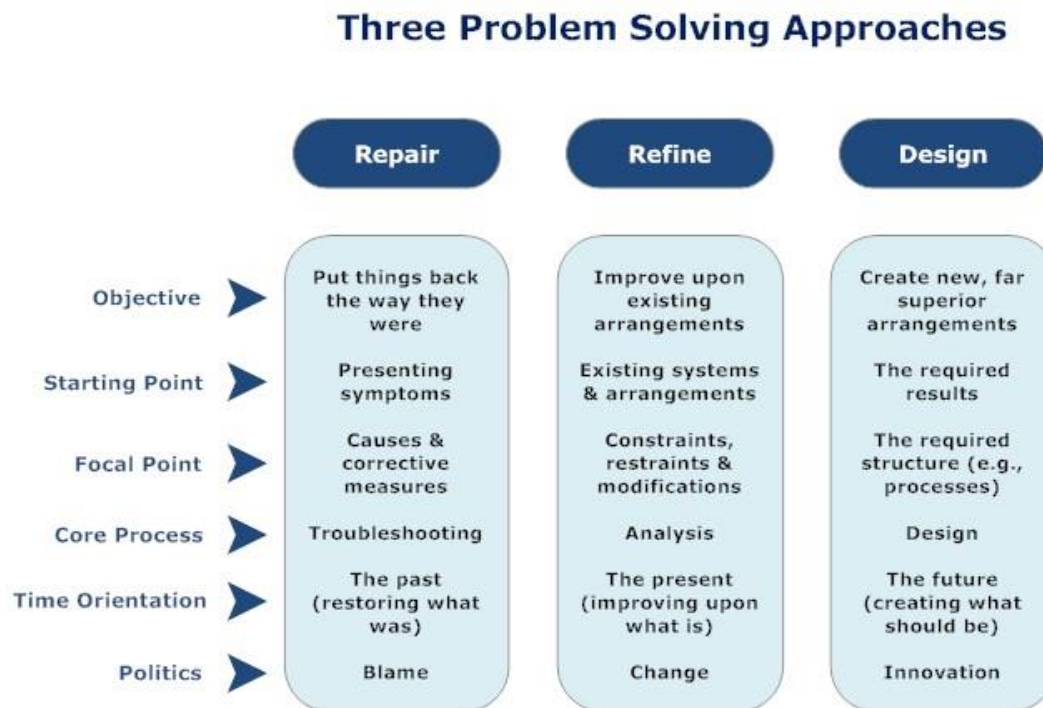 Three Problem Solving Approaches
Repair
Refine
Design
Objective
Put things back
the way they
were
Improve upon
existing
arrangements
Create new, far
superior
arrangements
Starting Point
Presenting
symptoms
Existing systems
& arrangements
The required
results
Focal Point
Causes &
corrective
measures
Constraints,
restraints &
modifications
The required
structure (e.g.,
processes)
Core Process
Troubleshooting
Analysis
Design
Time Orientation
The past
(restoring what
was)
The present
(improving upon
what is)
The future
(creating what
should be)
Politics
Blame
Change
Innovation